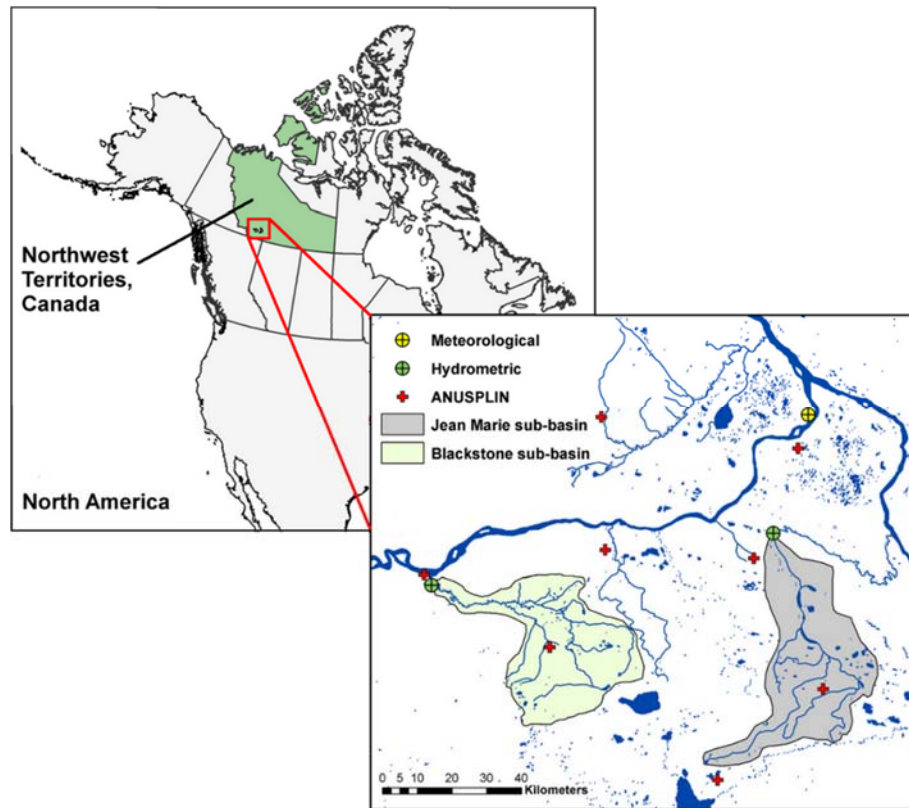 Northwest
Territories,
Canada
North America
Meteorological
Hydrometric
ANUSPLIN
Jean Marie sub-basin
Blackstone sub-basin
0 5 10 20 30 40
Kilometers